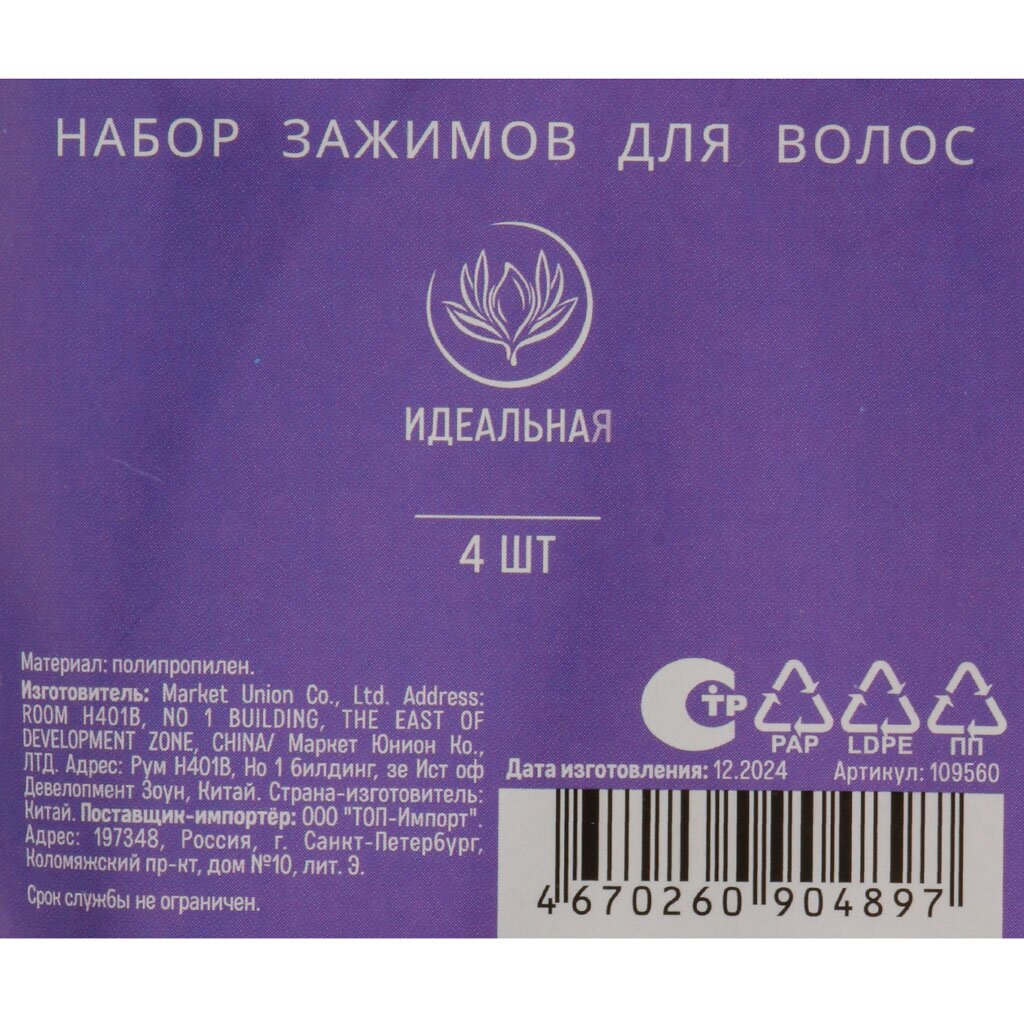 НАБОР ЗАЖИМОВ ДЛЯ ВОЛОС
ИДЕАЛЬНАЯ
4 ШТ
Материал: полипропилен.
Изготовитель: Market Union Co., Ltd. Address:
ROOM H401B, NO 1 BUILDING, THE EAST OF
DEVELOPMENT ZONE, CHINA/ Маркет Юнион Ко.,
ЛТД. Адрес: Рум H401B, Но 1 билдинг, зе Ист оф
Девелопмент Зоун, Китай. Страна-изготовитель:
Китай. Поставщик-импортёр: ООО "ТОП-Импорт".
Адрес: 197348, Россия, г. Санкт-Петербург,
Коломяжский пр-кт, дом №10, лит. Э.
Срок службы не ограничен.
СТР
PAP LDPE ПП
Дата изготовления: 12.2024 Артикул: 109560
4 670260 904897